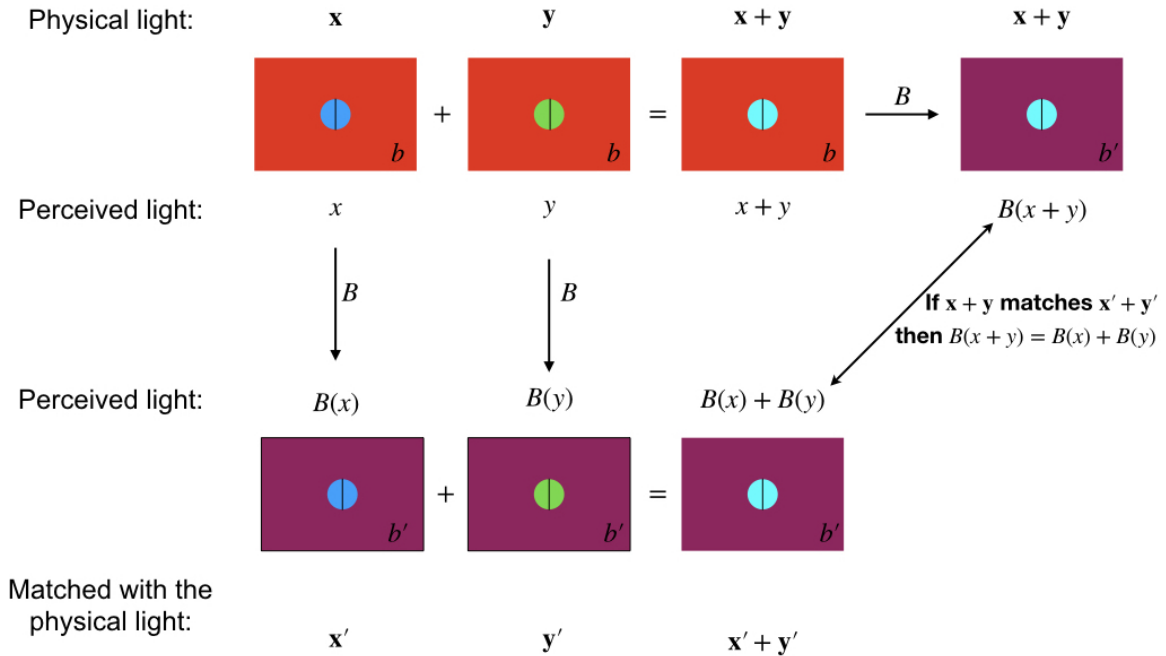 Physical light: x y x + y x + y
+ = B
b b b b′
Perceived light: x y x + y B(x + y)
B B
If x + y matches x′ + y′
then B(x + y) = B(x) + B(y)
Perceived light: B(x) B(y) B(x) + B(y)
+ =
b′ b′ b′
Matched with the
physical light:
x′ y′ x′ + y′